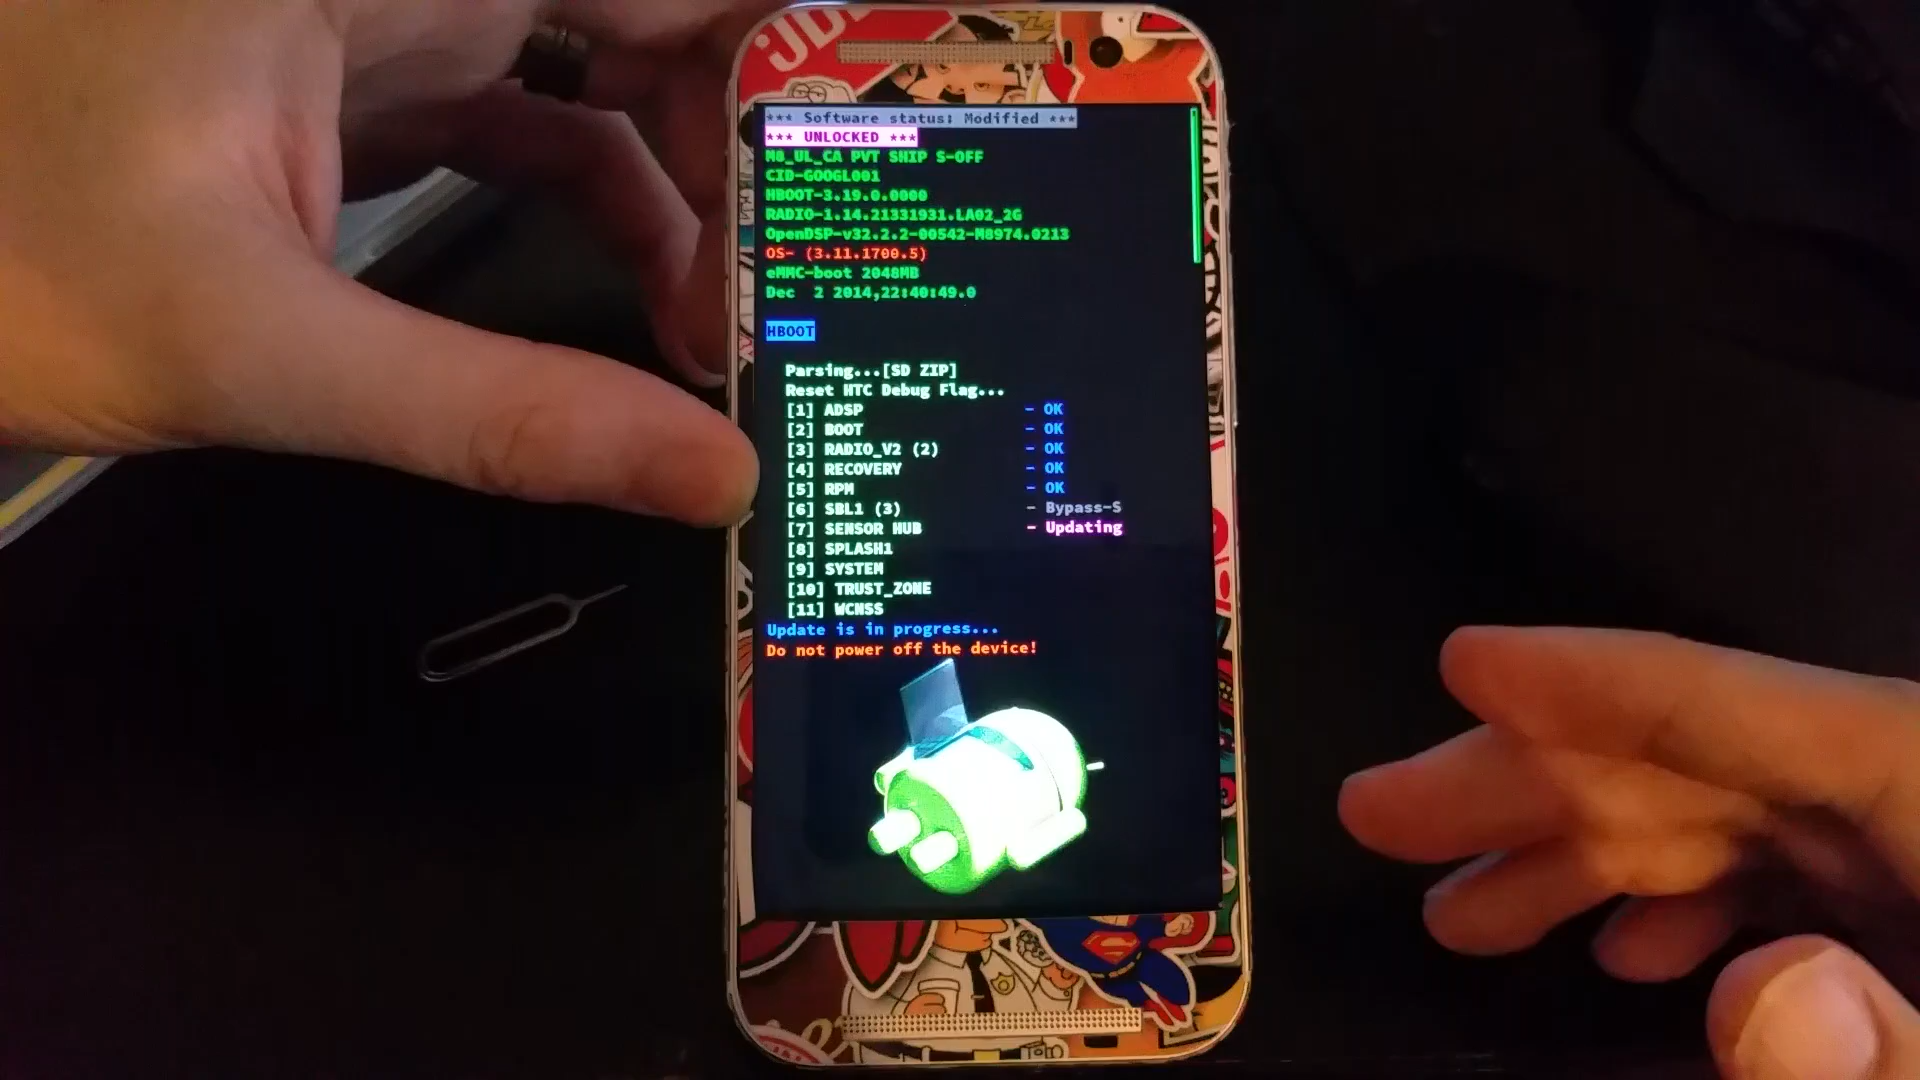 *** Software status: Modified ***
*** UNLOCKED ***
M8_UL_CA PVT SHIP S-OFF
CID-GOOGL001
HBOOT-3.19.0.0000
RADIO-1.14.21331931.LA02_2G
OpenDSP-v32.2.2-00542-M8974.0213
OS- (3.11.1700.5)
eMMC-boot 2048MB
Dec  2 2014,22:40:49.0
HBOOT
Parsing...[SD ZIP]
Reset HTC Debug Flag...
[1] ADSP - OK
[2] BOOT - OK
[3] RADIO_V2 (2) - OK
[4] RECOVERY - OK
[5] RPM - OK
[6] SBL1 (3) - Bypass-S
[7] SENSOR HUB - Updating
[8] SPLASH1
[9] SYSTEM
[10] TRUST_ZONE
[11] WCNSS
Update is in progress...
Do not power off the device!